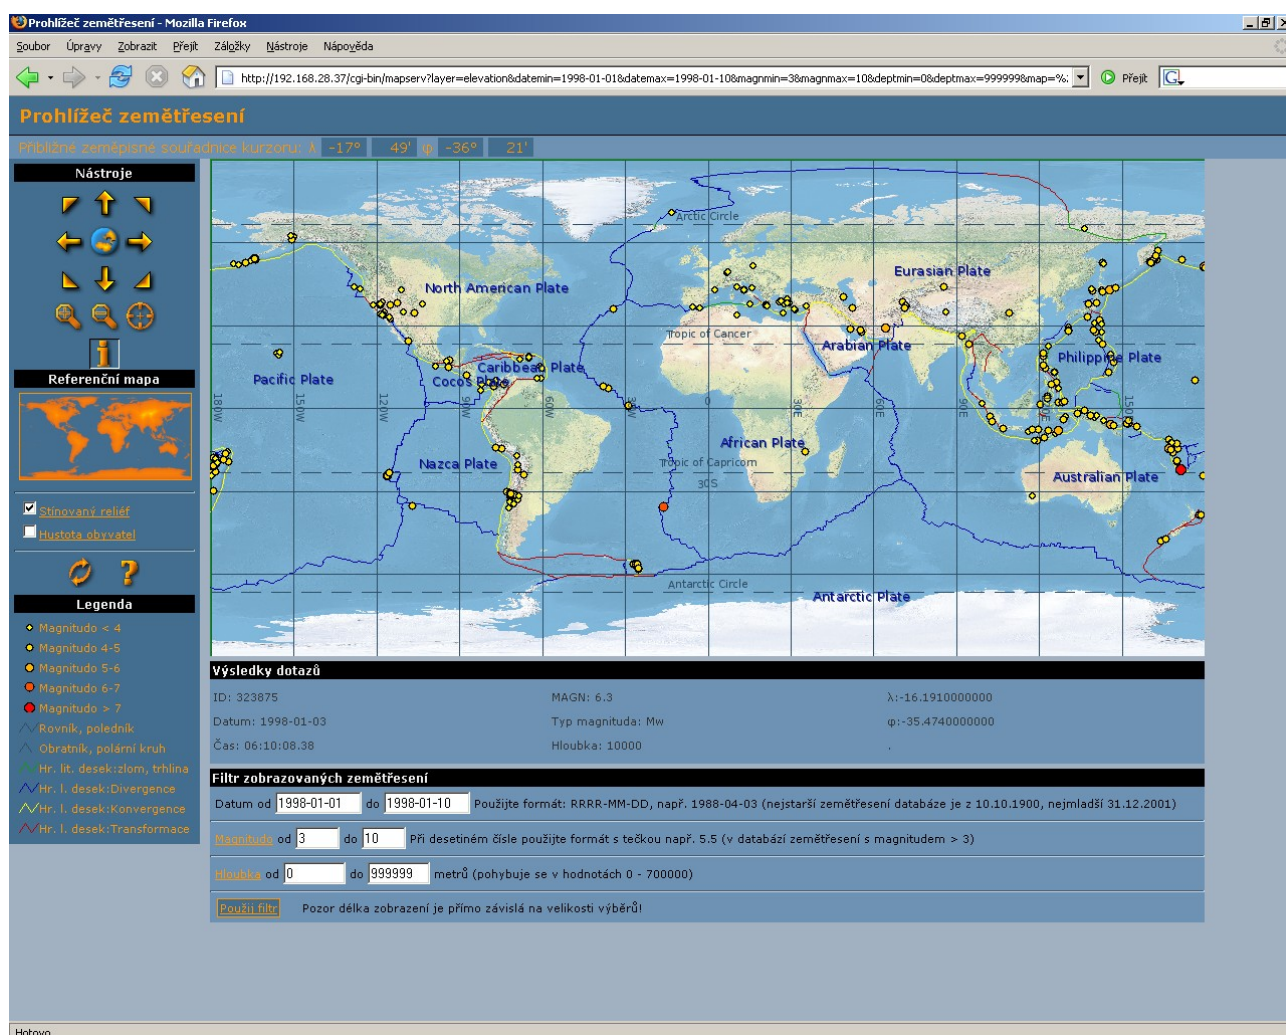 Prohlížeč zemětřesení - Mozilla Firefox
Soubor Úpravy Zobrazit Přejít Záložky Nástroje Nápověda
http://192.168.28.37/cgi-bin/mapserv?layer=elevation&datemin=1998-01-01&datemax=1998-01-10&magnmin=3&magnmax=10&deptmin=0&deptmax=999999&map=%: Přejít G
Prohlížeč zemětřesení
Přibližné zeměpisné souřadnice kurzoru: λ -17° 49' φ -36° 21'
Nástroje
Referenční mapa
Stínovaný reliéf
Hustota obyvatel
Legenda
Magnitudo < 4
Magnitudo 4-5
Magnitudo 5-6
Magnitudo 6-7
Magnitudo > 7
Rovník, poledník
Obratník, polární kruh
Hr. lit. desek:zlom, trhlina
Hr. l. desek:Divergence
Hr. l. desek:Konvergence
Hr. l. desek:Transformace
Arctic Circle
Eurasian Plate
North American Plate
Tropic of Cancer
Arabian Plate
Philippine Plate
Caribbean Plate
Pacific Plate
Cocos Plate
180W 150W 120W 90W 60W 30W 0 30E 60E 90E 150E
African Plate
Nazca Plate
Tropic of Capricorn
30S
Australian Plate
Antarctic Circle
Antarctic Plate
Výsledky dotazů
ID: 323875 MAGN: 6.3 λ:-16.1910000000
Datum: 1998-01-03 Typ magnituda: Mw φ:-35.4740000000
Čas: 06:10:08.38 Hloubka: 10000 .
Filtr zobrazovaných zemětřesení
Datum od 1998-01-01 do 1998-01-10 Použijte formát: RRRR-MM-DD, např. 1988-04-03 (nejstarší zemětřesení databáze je z 10.10.1900, nejmladší 31.12.2001)
Magnitudo od 3 do 10 Při desetiném čísle použijte formát s tečkou např. 5.5 (v databází zemětřesení s magnitudem > 3)
Hloubka od 0 do 999999 metrů (pohybuje se v hodnotách 0 - 700000)
Použij filtr Pozor délka zobrazení je přímo závislá na velikosti výběrů!
Hotovo